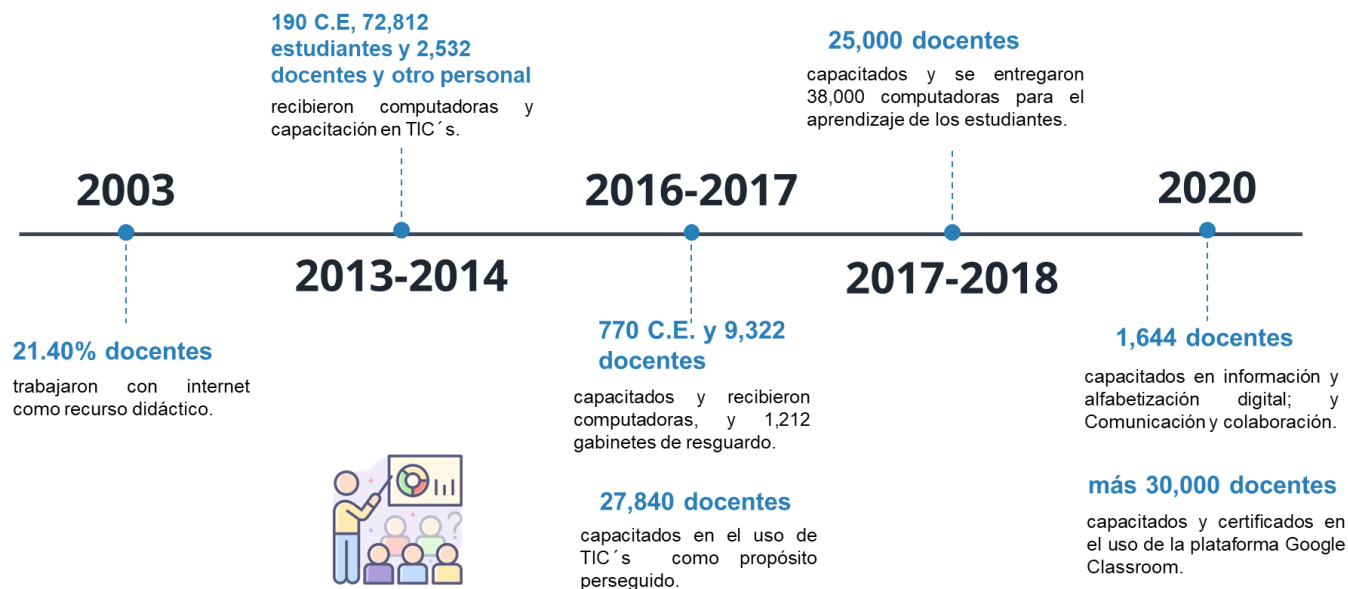 190 C.E, 72,812
estudiantes y 2,532
docentes y otro personal
recibieron computadoras y
capacitación en TIC´s.
25,000 docentes
capacitados y se entregaron
38,000 computadoras para el
aprendizaje de los estudiantes.
2003
2016-2017
2020
2013-2014
2017-2018
21.40% docentes
trabajaron con internet
como recurso didáctico.
770 C.E. y 9,322
docentes
capacitados y recibieron
computadoras, y 1,212
gabinetes de resguardo.
27,840 docentes
capacitados en el uso de
TIC´s como propósito
perseguido.
1,644 docentes
capacitados en información y
alfabetización digital; y
Comunicación y colaboración.
más 30,000 docentes
capacitados y certificados en
el uso de la plataforma Google
Classroom.